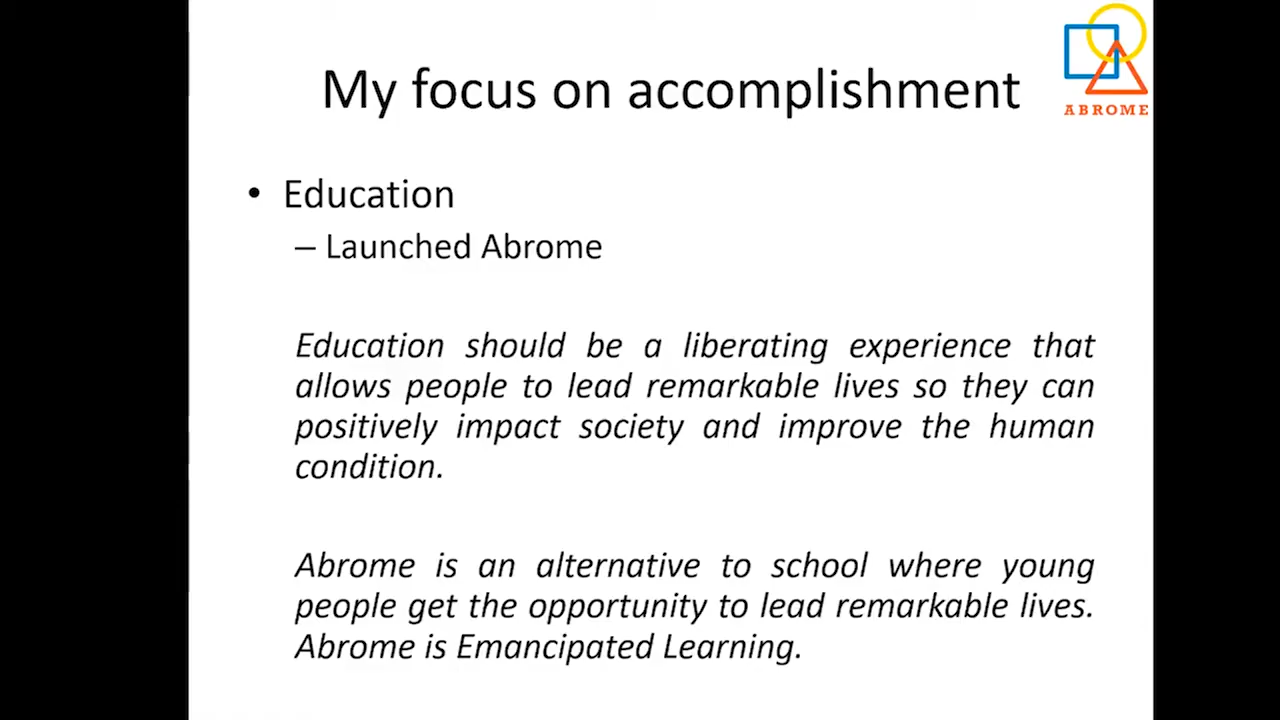 My focus on accomplishment
ABROME
• Education
– Launched Abrome
Education should be a liberating experience that
allows people to lead remarkable lives so they can
positively impact society and improve the human
condition.
Abrome is an alternative to school where young
people get the opportunity to lead remarkable lives.
Abrome is Emancipated Learning.